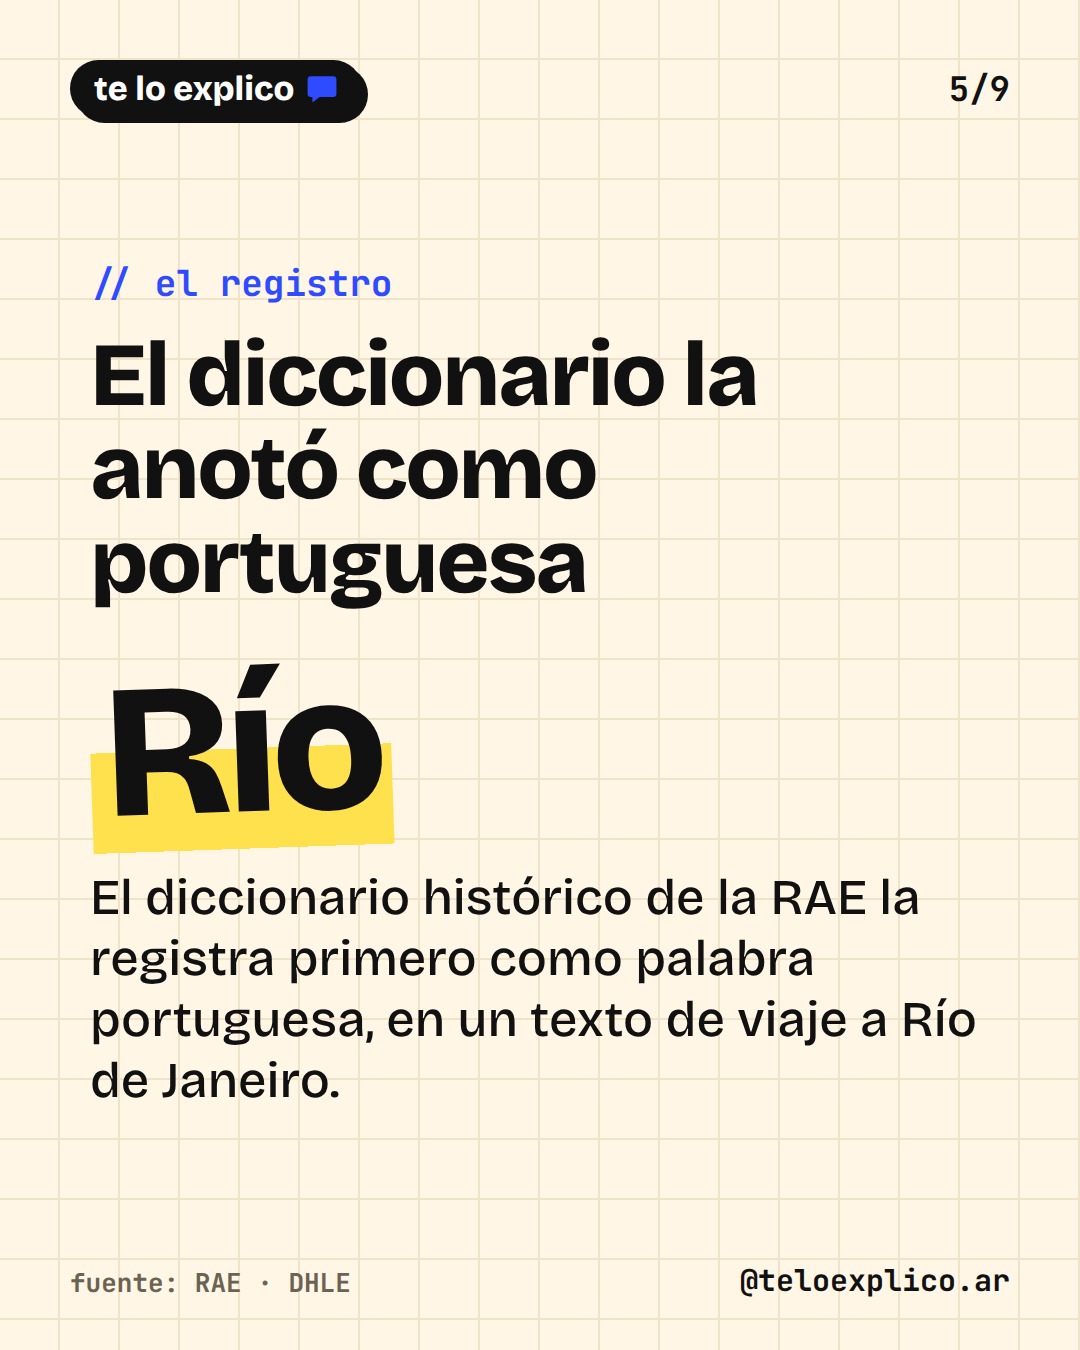 te lo explico
5/9
// el registro
El diccionario la
anotó como
portuguesa
Río
El diccionario histórico de la RAE la
registra primero como palabra
portuguesa, en un texto de viaje a Río
de Janeiro.
fuente: RAE · DHLE
@teloexplico.ar